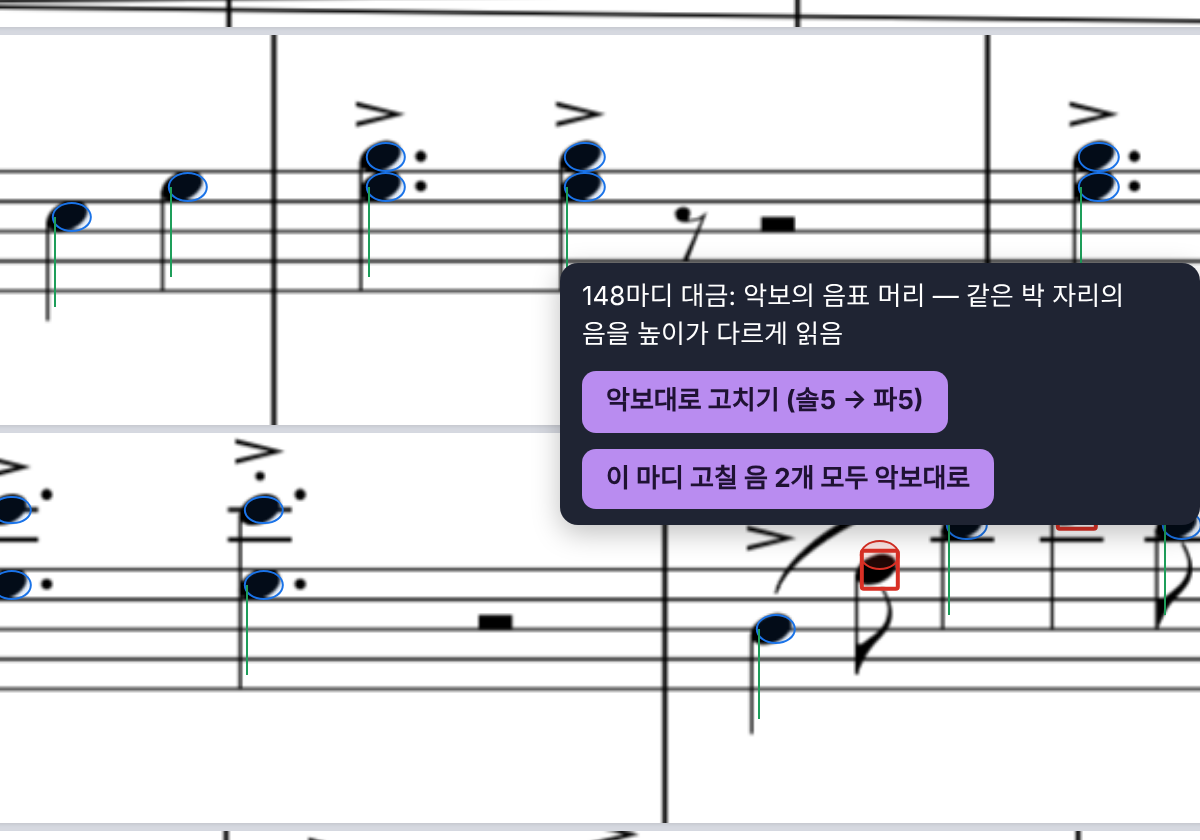 148마디 대금: 악보의 음표 머리 — 같은 박 자리의
음을 높이가 다르게 읽음
악보대로 고치기 (솔5 → 파5)
이 마디 고칠 음 2개 모두 악보대로